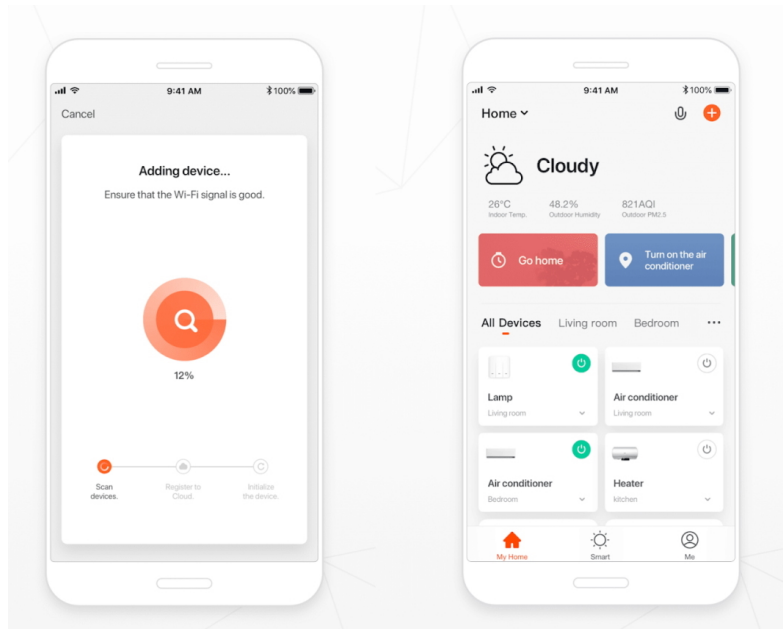 9:41 AM
100%
Cancel
Adding device...
Ensure that the Wi-Fi signal is good.
12%
Scan
devices.
Register to
Cloud.
Initialize
the device.
9:41 AM
100%
Home
Cloudy
26°C
48.2%
821AQI
Indoor Temp.
Outdoor Humidity
Outdoor PM2.5
Go home
Turn on the air
conditioner
All Devices
Living room
Bedroom
Lamp
Living room
Air conditioner
Living room
Air conditioner
Bedroom
Heater
kitchen
My Home
Smart
Me